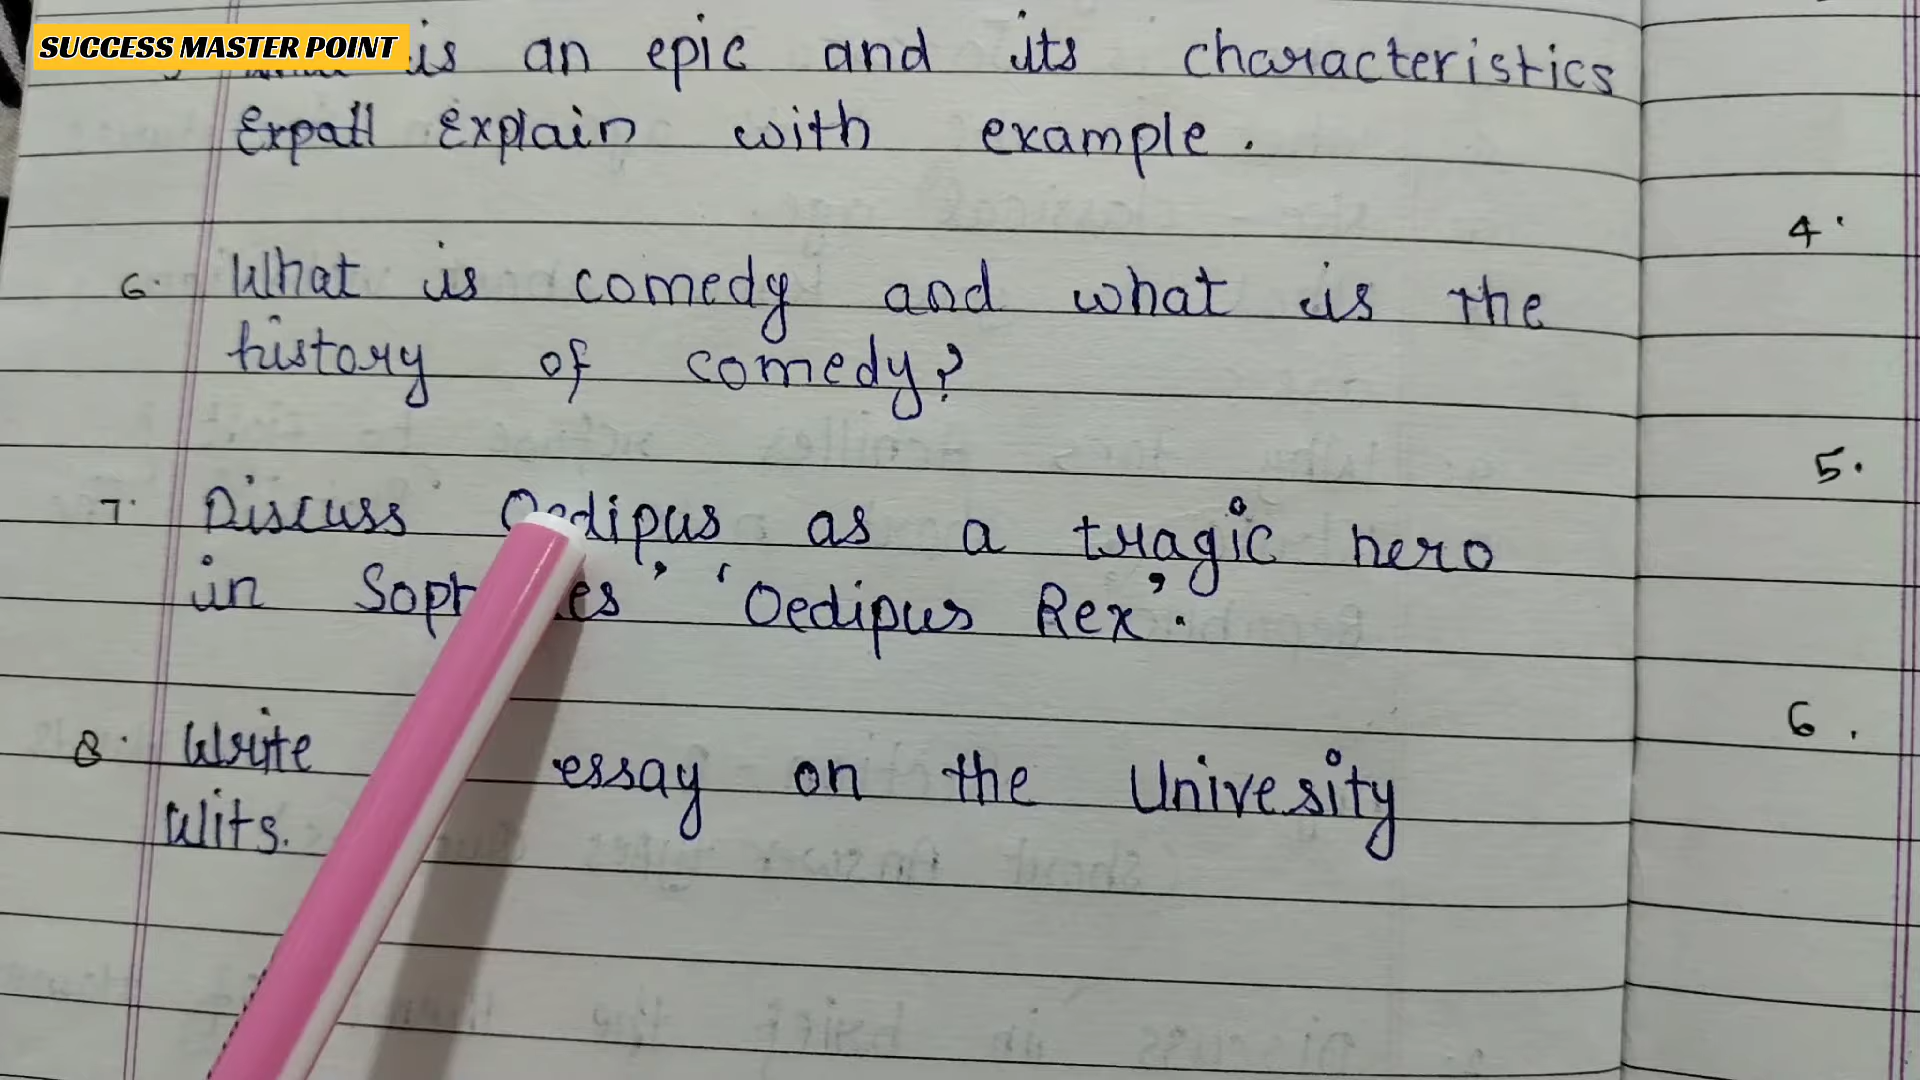 SUCCESS MASTER POINT
is an epic and its characteristics
Expatl Explain with example.
6. What is comedy and what is the
history of comedy?
7. Discuss Oedipus as a tragic hero
in 'Oedipus Rex'.
8. Write essay on the Univesity
Wits.
4.
5.
6.